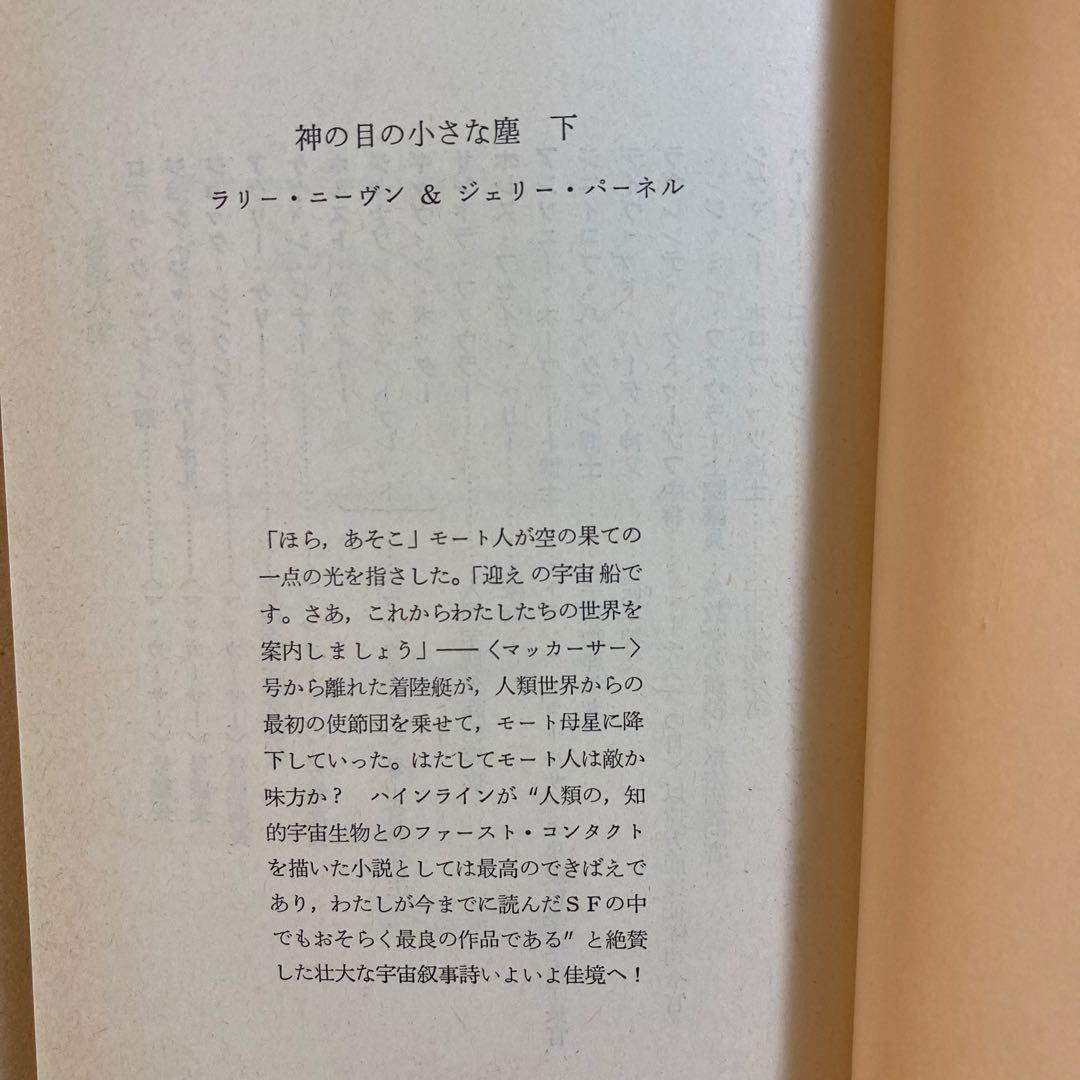 神の目の小さな塵　下
ラリー・ニーヴン & ジェリー・パーネル
「ほら，あそこ」モート人が空の果ての
一点の光を指さした。「迎えの宇宙船で
す。さあ，これからわたしたちの世界を
案内しましょう」――〈マッカーサー〉
号から離れた着陸艇が，人類世界からの
最初の使節団を乗せて，モート母星に降
下していった。はたしてモート人は敵か
味方か？　ハインラインが“人類の，知
的宇宙生物とのファースト・コンタクト
を描いた小説としては最高のできばえで
あり，わたしが今までに読んだＳＦの中
でもおそらく最良の作品である”と絶賛
した壮大な宇宙叙事詩いよいよ佳境へ！